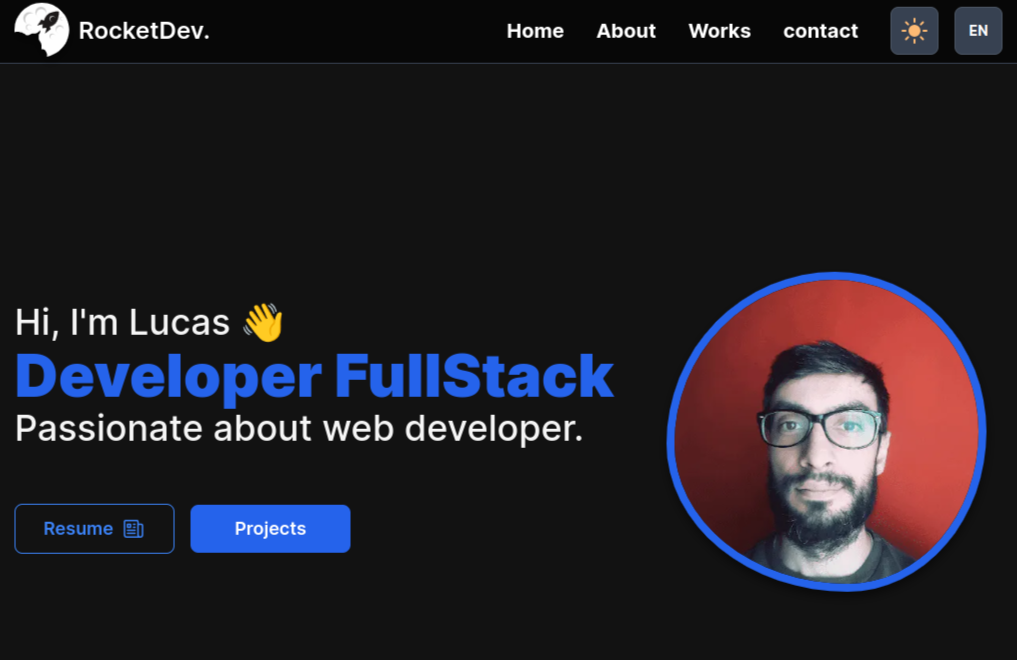 RocketDev.
Home About Works contact EN
Hi, I'm Lucas 👋
Developer FullStack
Passionate about web developer.
Resume Projects